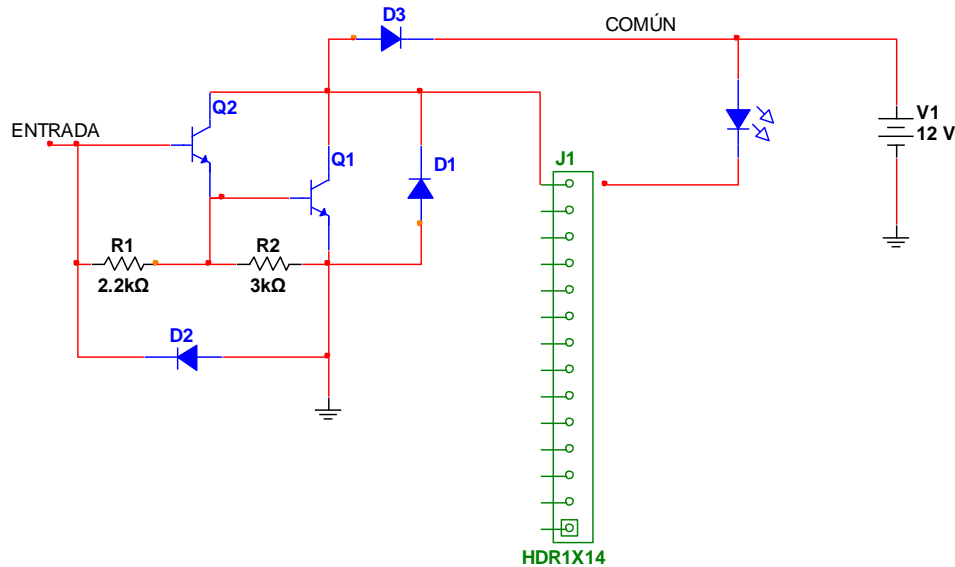 D3
COMÚN
Q2
V1
12 V
ENTRADA
Q1
D1
J1
R1
2.2kΩ
R2
3kΩ
D2
HDR1X14